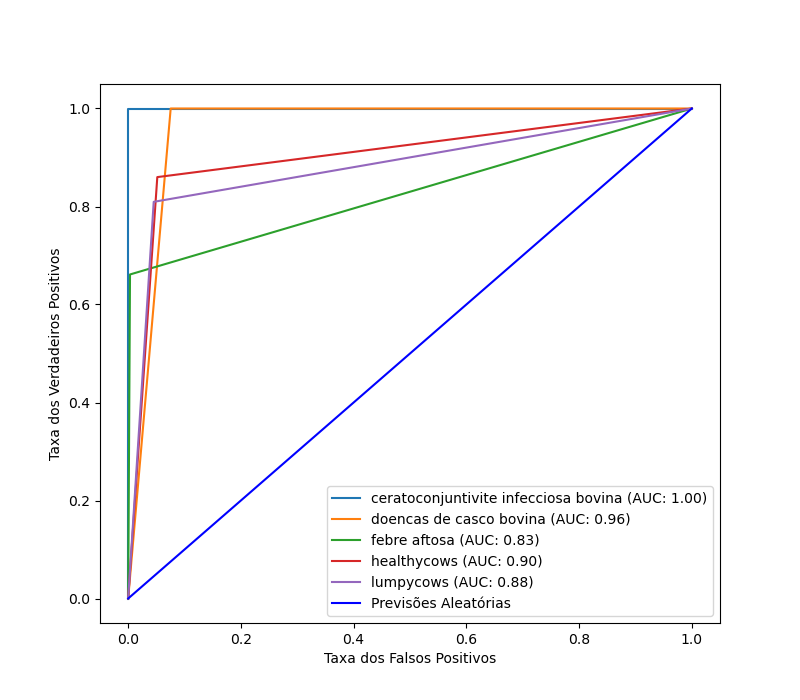 1.0
0.8
0.6
0.4
0.2
0.0
Taxa dos Verdadeiros Positivos
ceratoconjuntivite infecciosa bovina (AUC: 1.00)
doencas de casco bovina (AUC: 0.96)
febre aftosa (AUC: 0.83)
healthycows (AUC: 0.90)
lumpycows (AUC: 0.88)
Previsões Aleatórias
0.0 0.2 0.4 0.6 0.8 1.0
Taxa dos Falsos Positivos